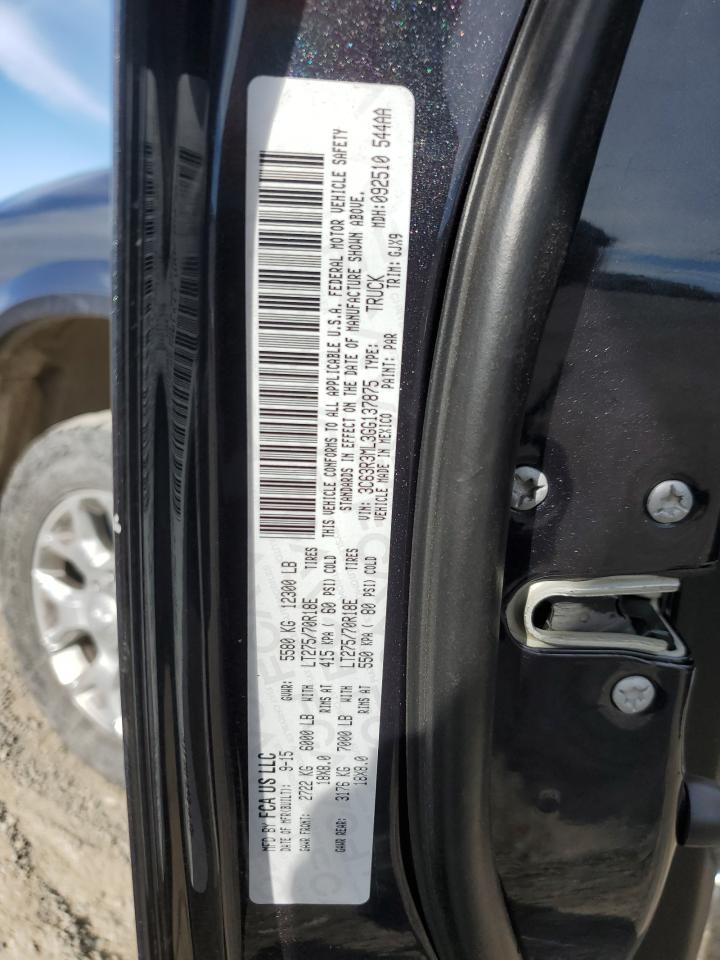 MFD BY FCA US LLC
DATE OF MFR(BUILT): 9-15 GVWR: 5580 KG 12300 LB
GAWR FRONT: 2722 KG 6000 LB WITH LT275/70R18E TIRES
18X8.0 RIMS AT 415 KPA ( 60 PSI) COLD
GAWR REAR: 3176 KG 7000 LB WITH LT275/70R18E TIRES
18X8.0 RIMS AT 550 KPA ( 80 PSI) COLD
THIS VEHICLE CONFORMS TO ALL APPLICABLE U.S.A. FEDERAL MOTOR VEHICLE SAFETY
STANDARDS IN EFFECT ON THE DATE OF MANUFACTURE SHOWN ABOVE.
VIN: 3C63R3ML3GG137875 TYPE: TRUCK MDH:092510 544AA
VEHICLE MADE IN MEXICO PAINT: PAR TRIM: GJX9